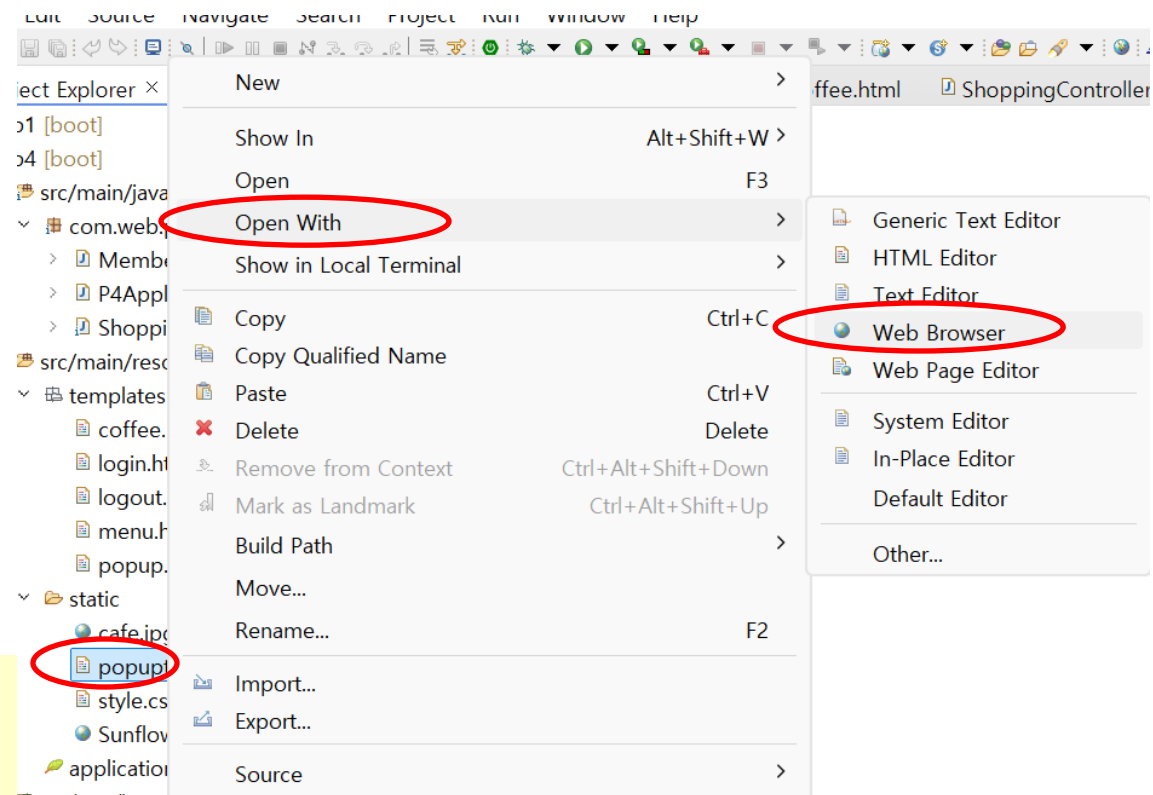 Edit Source Navigate Search Project Run Window Help
ject Explorer ×
ffee.html ShoppingController
o1 [boot]
o4 [boot]
src/main/java
com.web.
Membe
P4Appl
Shoppi
src/main/reso
templates
coffee.
login.ht
logout.
menu.h
popup.
static
cafe.jpg
popupt
style.cs
Sunflow
application
New
Show In Alt+Shift+W
Open F3
Open With
Show in Local Terminal
Copy Ctrl+C
Copy Qualified Name
Paste Ctrl+V
Delete Delete
Remove from Context Ctrl+Alt+Shift+Down
Mark as Landmark Ctrl+Alt+Shift+Up
Build Path
Move...
Rename... F2
Import...
Export...
Source
Generic Text Editor
HTML Editor
Text Editor
Web Browser
Web Page Editor
System Editor
In-Place Editor
Default Editor
Other...